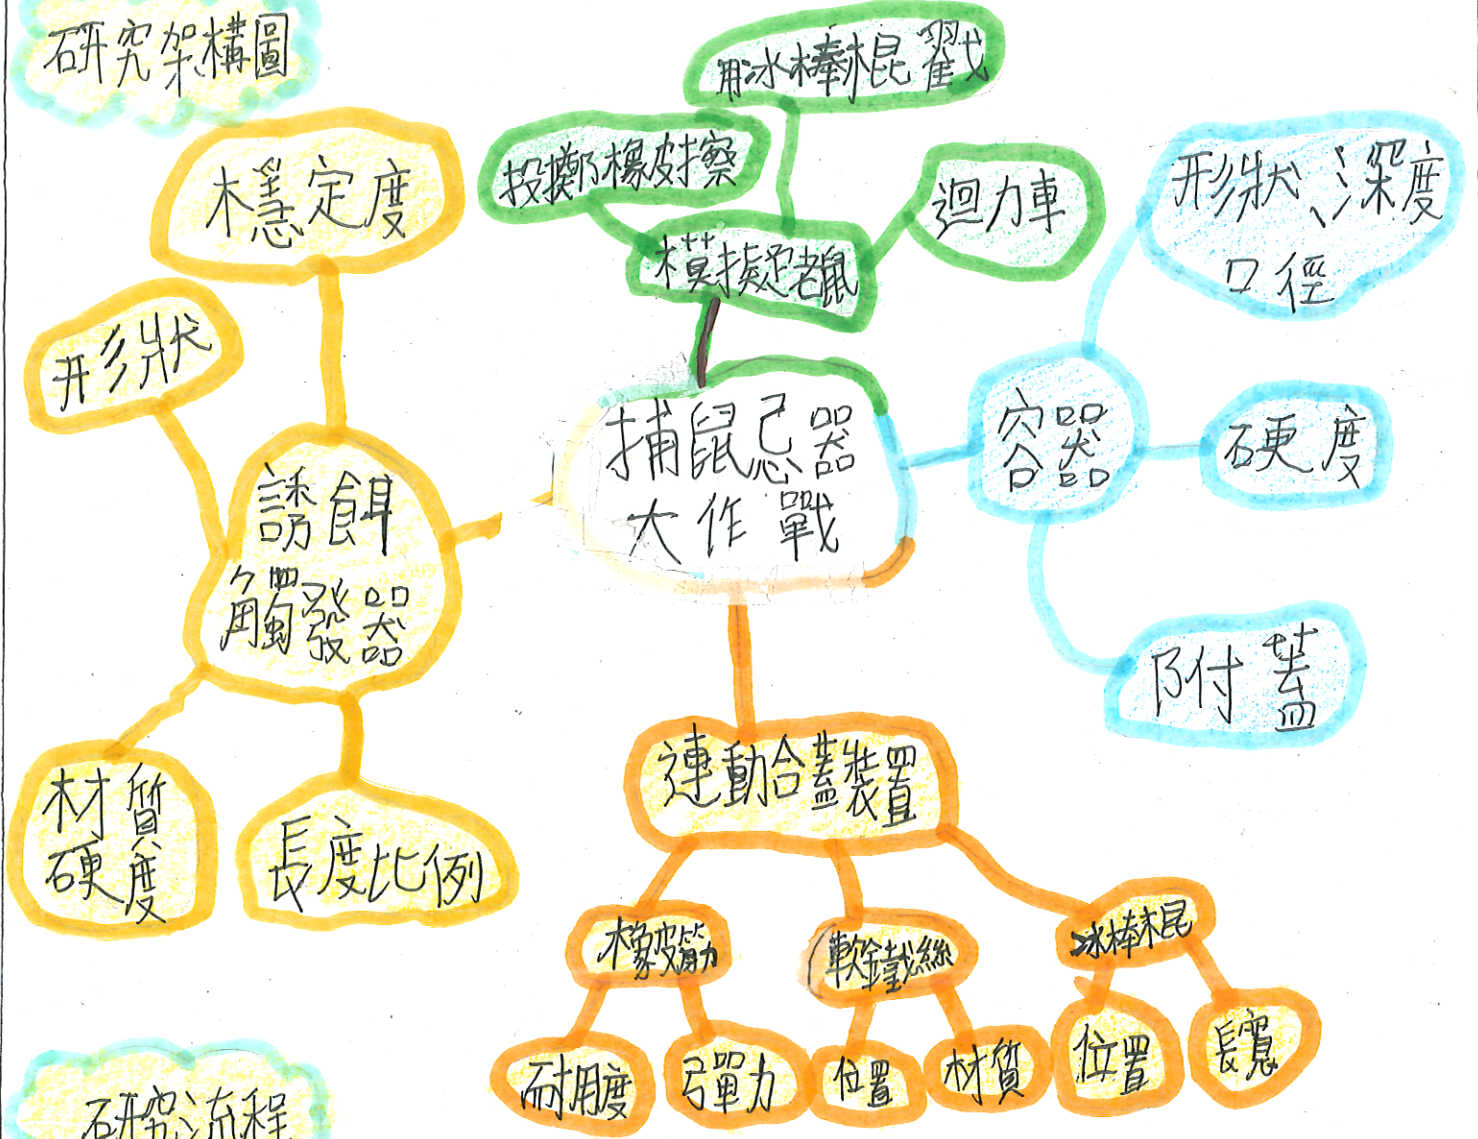 研究架構圖
用冰棒棍戳
投擲橡皮擦
迴力車
模擬老鼠
形狀、深度
口徑
穩定度
形狀
捕鼠忌器
大作戰
容器
硬度
附蓋
誘餌
觸發器
材質
硬度
長度比例
連動合蓋裝置
橡皮筋
軟鐵絲
冰棒棍
耐用度
彈力
位置
材質
位置
長寬
研究流程